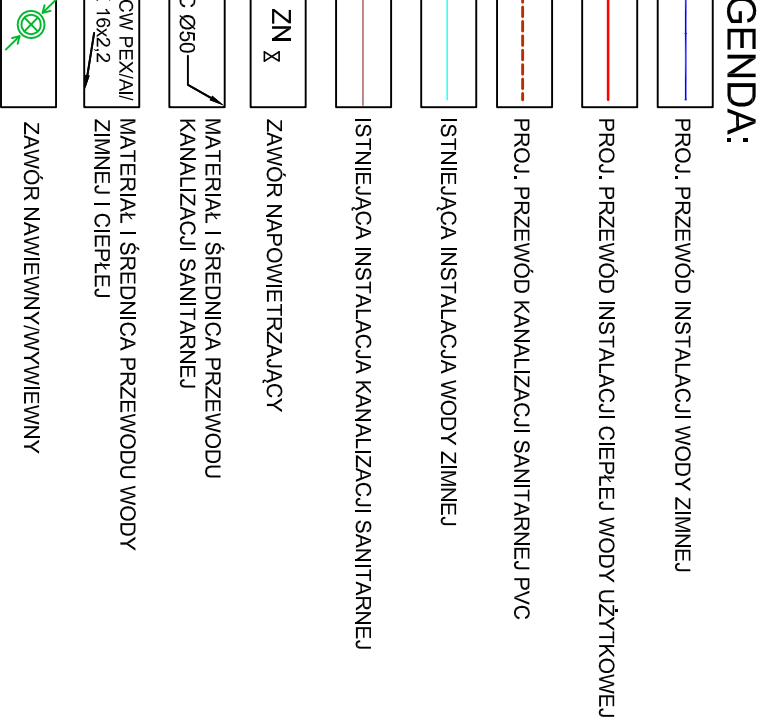 GENDA:
PROJ. PRZEWÓD INSTALACJI WODY ZIMNEJ
PROJ. PRZEWÓD INSTALACJI CIEPŁEJ WODY UŻYTKOWEJ
PROJ. PRZEWÓD KANALIZACJI SANITARNEJ PVC
ISTNIEJĄCA INSTALACJA WODY ZIMNEJ
ISTNIEJĄCA INSTALACJA KANALIZACJI SANITARNEJ
ZN
ZAWÓR NAPOWIETRZAJĄCY
C Ø50
MATERIAŁ I ŚREDNICA PRZEWODU
KANALIZACJI SANITARNEJ
CW PEX/Al/
16x2,2
MATERIAŁ I ŚREDNICA PRZEWODU WODY
ZIMNEJ I CIEPŁEJ
ZAWÓR NAWIEWNY/WYWIEWNY